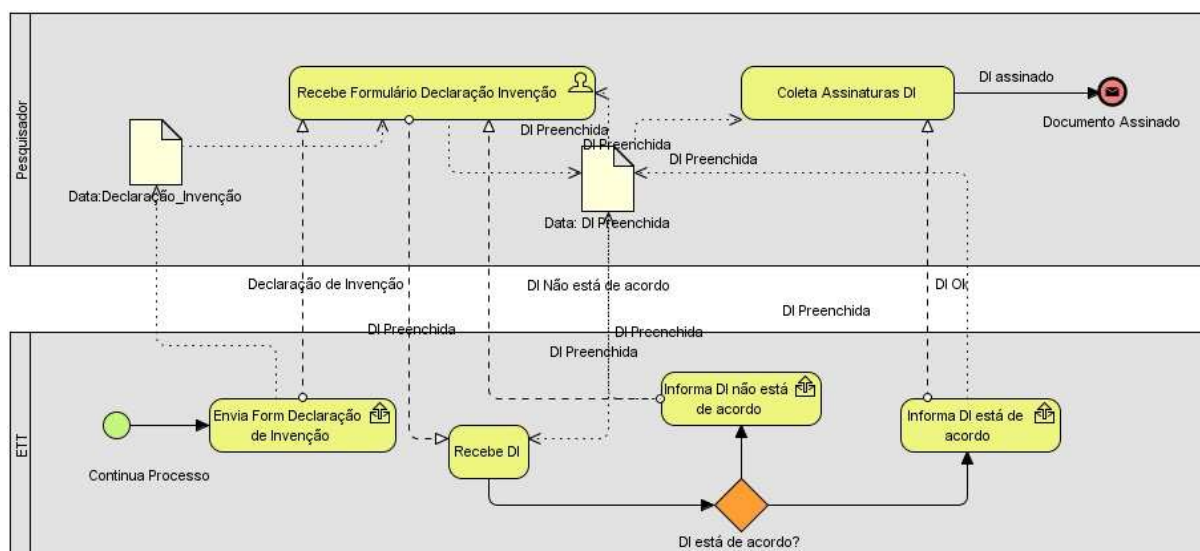 Pesquisador
Recebe Formulário Declaração Invenção
Coleta Assinaturas DI
DI assinado
Documento Assinado
DI Preenchida
DI Preenchida
DI Preenchida
Data:Declaração_Invenção
Data: DI Preenchida
Declaração de Invenção
DI Não está de acordo
DI Ok
DI Preenchida
DI Preenchida
DI Preenchida
DI Preenchida
ETT
Continua Processo
Envia Form Declaração
de Invenção
Recebe DI
Informa DI não está
de acordo
Informa DI está de
acordo
DI está de acordo?